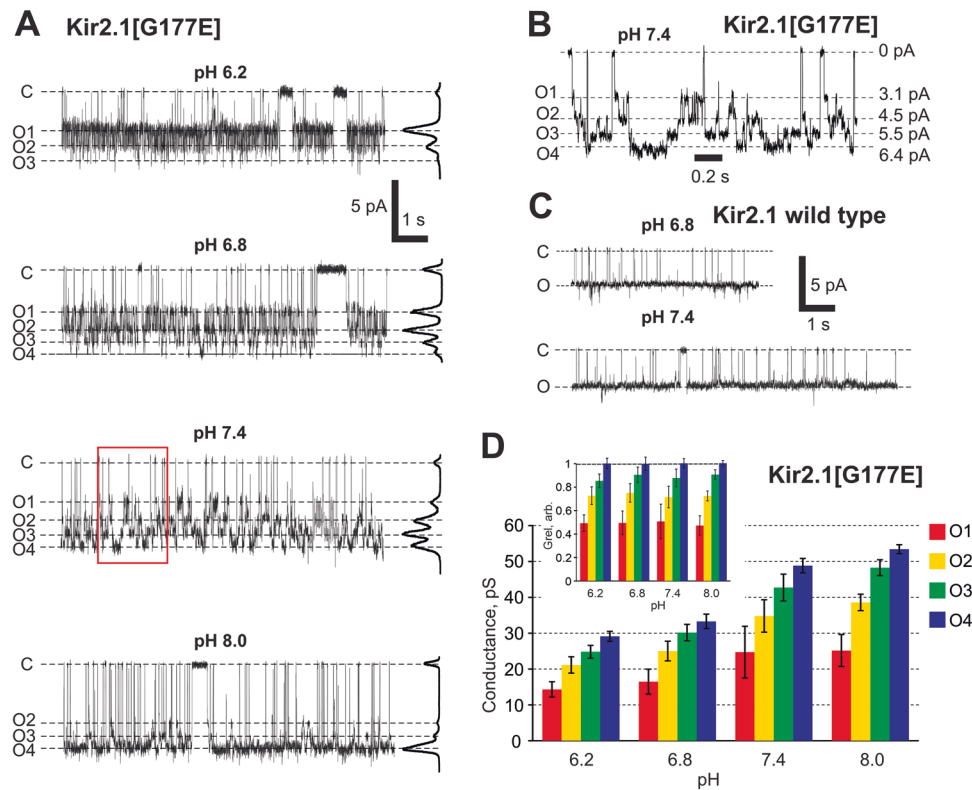 A Kir2.1[G177E]
pH 6.2
C
O1
O2
O3
5 pA
1 s
pH 6.8
C
O1
O2
O3
O4
pH 7.4
C
O1
O2
O3
O4
pH 8.0
C
O2
O3
O4
B Kir2.1[G177E]
pH 7.4
0 pA
O1 3.1 pA
O2 4.5 pA
O3 5.5 pA
O4 6.4 pA
0.2 s
C Kir2.1 wild type
pH 6.8
C
O
5 pA
1 s
pH 7.4
C
O
D Kir2.1[G177E]
Grel, arb.
1
0.8
0.6
0.4
0.2
0
6.2 6.8 7.4 8.0
pH
Conductance, pS
60
50
40
30
20
10
0
6.2 6.8 7.4 8.0
pH
O1
O2
O3
O4